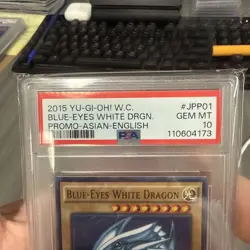 2015 YU-GI-OH! W.C. #JPP01
BLUE-EYES WHITE DRGN. GEM MT
PROMO-ASIAN-ENGLISH 10
PSA 110604173
BLUE-EYES WHITE DRAGON